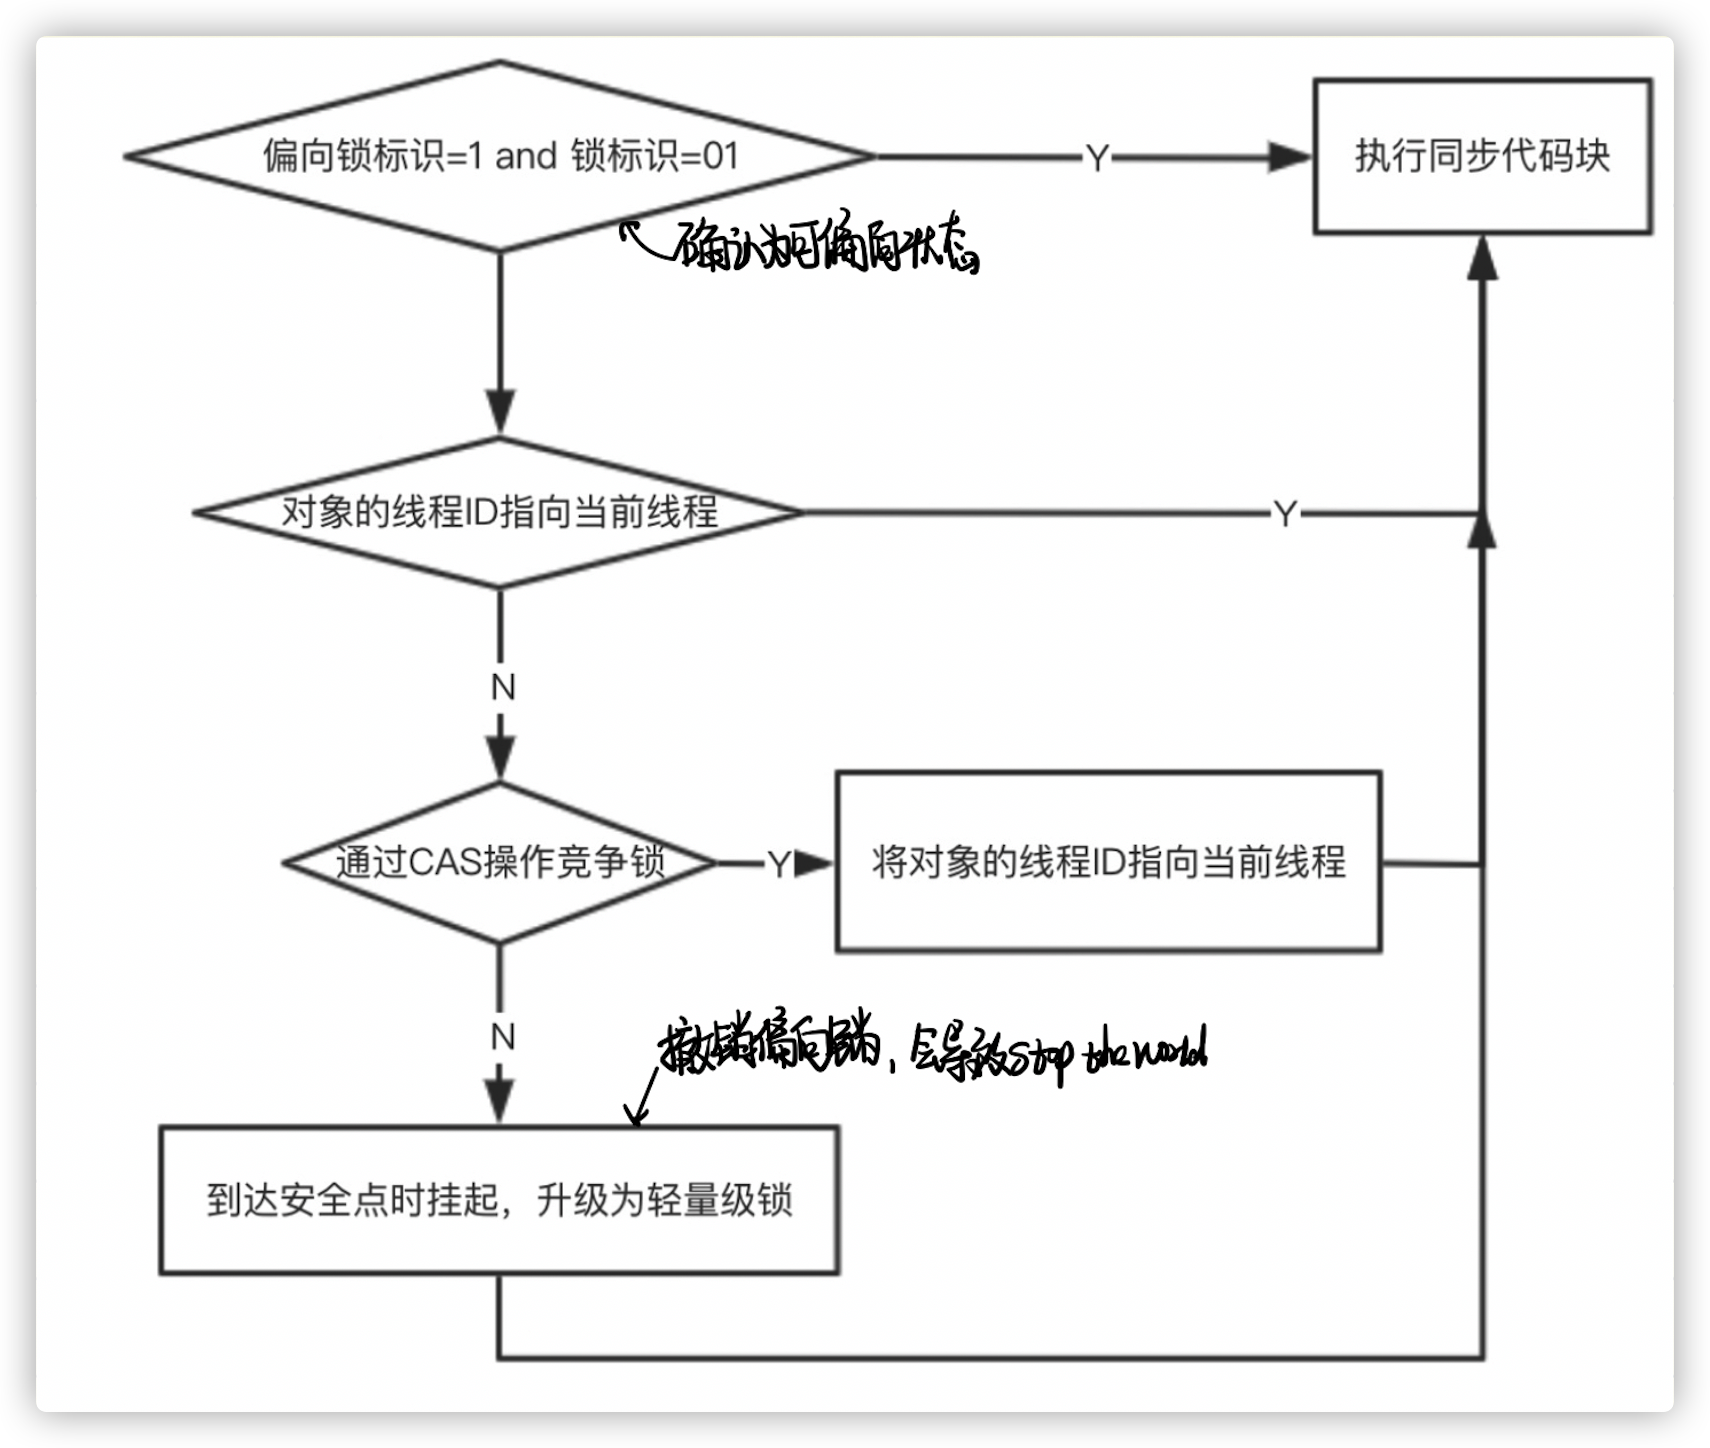 偏向锁标识=1 and 锁标识=01
Y
执行同步代码块
确认为可偏向状态
对象的线程ID指向当前线程
Y
N
通过CAS操作竞争锁
Y
将对象的线程ID指向当前线程
N
撤销偏向锁，会导致stop the world
到达安全点时挂起，升级为轻量级锁